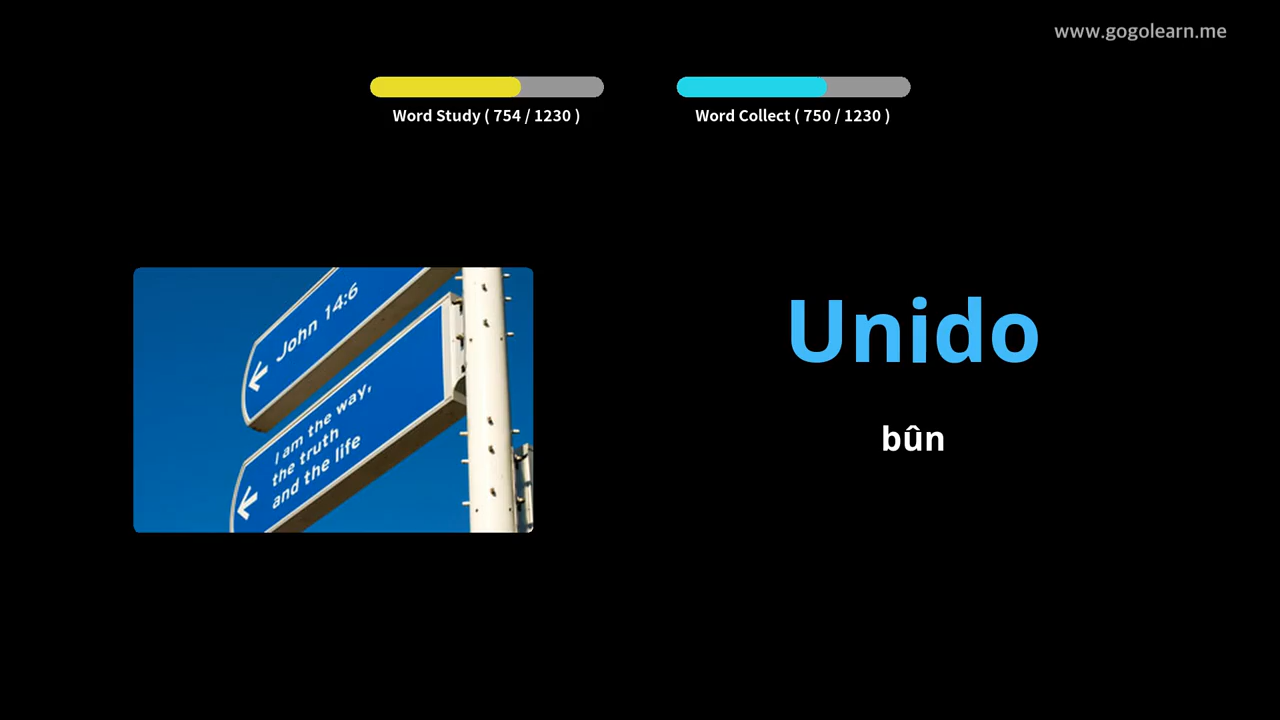 www.gogolearn.me
Word Study ( 754 / 1230 )
Word Collect ( 750 / 1230 )
John 14:6
I am the way,
the truth
and the life
Unido
bûn